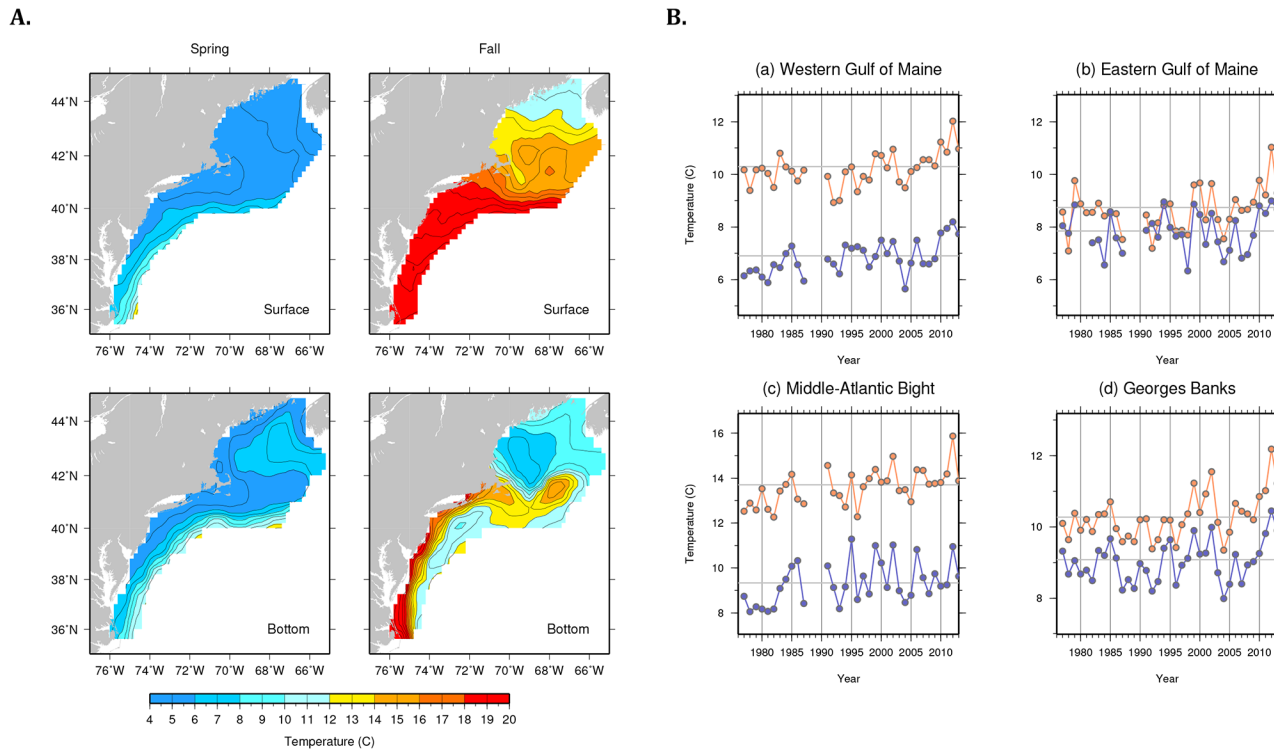 A.
B.
Spring
Fall
44°N
42°N
40°N
38°N
36°N
Surface
Surface
76°W 74°W 72°W 70°W 68°W 66°W
76°W 74°W 72°W 70°W 68°W 66°W
44°N
42°N
40°N
38°N
36°N
Bottom
Bottom
76°W 74°W 72°W 70°W 68°W 66°W
76°W 74°W 72°W 70°W 68°W 66°W
4 5 6 7 8 9 10 11 12 13 14 15 16 17 18 19 20
Temperature (C)
(a) Western Gulf of Maine
12
10
8
6
Temperature (C)
1980 1985 1990 1995 2000 2005 2010
Year
(b) Eastern Gulf of Maine
12
10
8
6
1980 1985 1990 1995 2000 2005 2010
Year
(c) Middle-Atlantic Bight
16
14
12
10
8
Temperature (C)
1980 1985 1990 1995 2000 2005 2010
Year
(d) Georges Banks
12
10
8
1980 1985 1990 1995 2000 2005 2010
Year